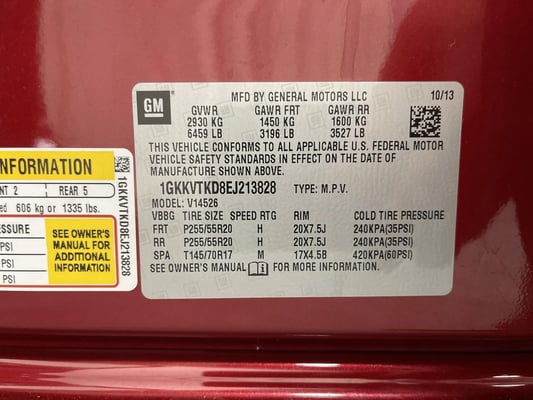 GM
MFD BY GENERAL MOTORS LLC 10/13
GVWR GAWR FRT GAWR RR
2930 KG 1450 KG 1600 KG
6459 LB 3196 LB 3527 LB
THIS VEHICLE CONFORMS TO ALL APPLICABLE U.S. FEDERAL MOTOR
VEHICLE SAFETY STANDARDS IN EFFECT ON THE DATE OF
MANUFACTURE SHOWN ABOVE.
1GKKVTKD8EJ213828 TYPE: M.P.V.
MODEL: V14526
VBBG TIRE SIZE SPEED RTG RIM COLD TIRE PRESSURE
FRT P255/55R20 H 20X7.5J 240KPA(35PSI)
RR P255/55R20 H 20X7.5J 240KPA(35PSI)
SPA T145/70R17 M 17X4.5B 420KPA(60PSI)
SEE OWNER'S MANUAL FOR MORE INFORMATION.
NFORMATION
NT 2 REAR 5
ed 606 kg or 1335 lbs.
SSURE
PSI
PSI
PSI
SEE OWNER'S
MANUAL FOR
ADDITIONAL
INFORMATION
1GKKVTKD8EJ213828